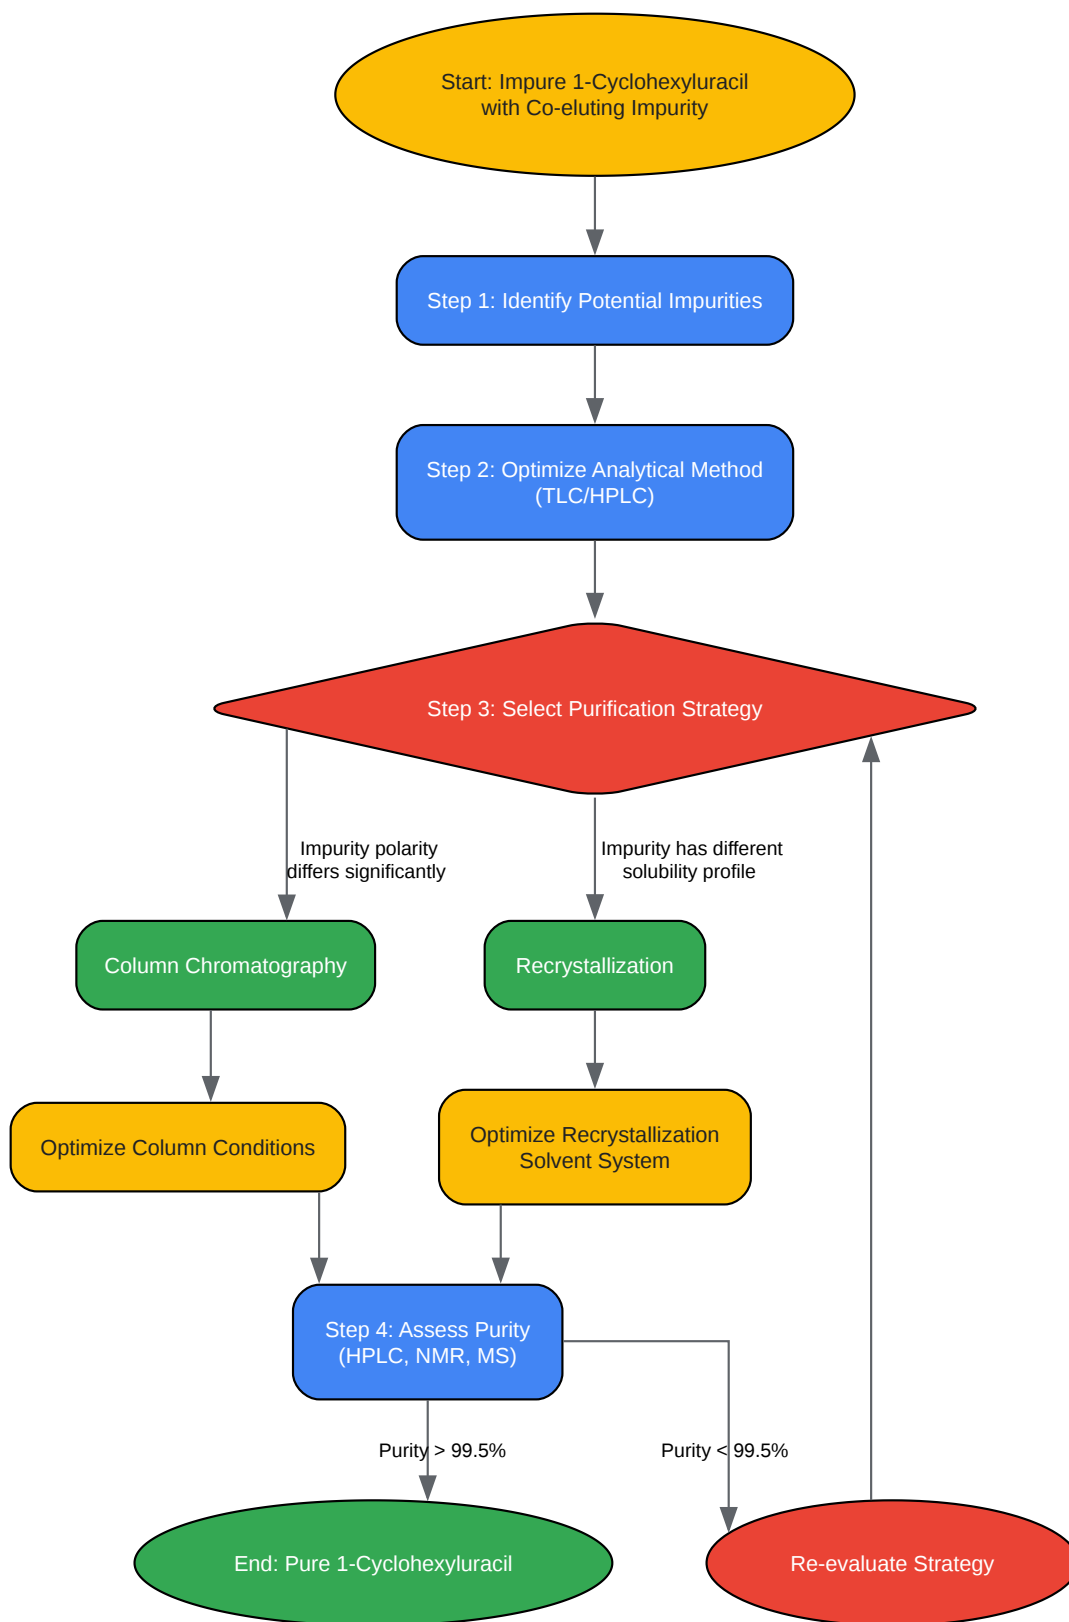 Start: Impure 1-Cyclohexyluracil
with Co-eluting Impurity
Step 1: Identify Potential Impurities
Step 2: Optimize Analytical Method
(TLC/HPLC)
Step 3: Select Purification Strategy
Impurity polarity
differs significantly
Impurity has different
solubility profile
Column Chromatography
Recrystallization
Optimize Column Conditions
Optimize Recrystallization
Solvent System
Step 4: Assess Purity
(HPLC, NMR, MS)
Purity > 99.5%
Purity < 99.5%
End: Pure 1-Cyclohexyluracil
Re-evaluate Strategy